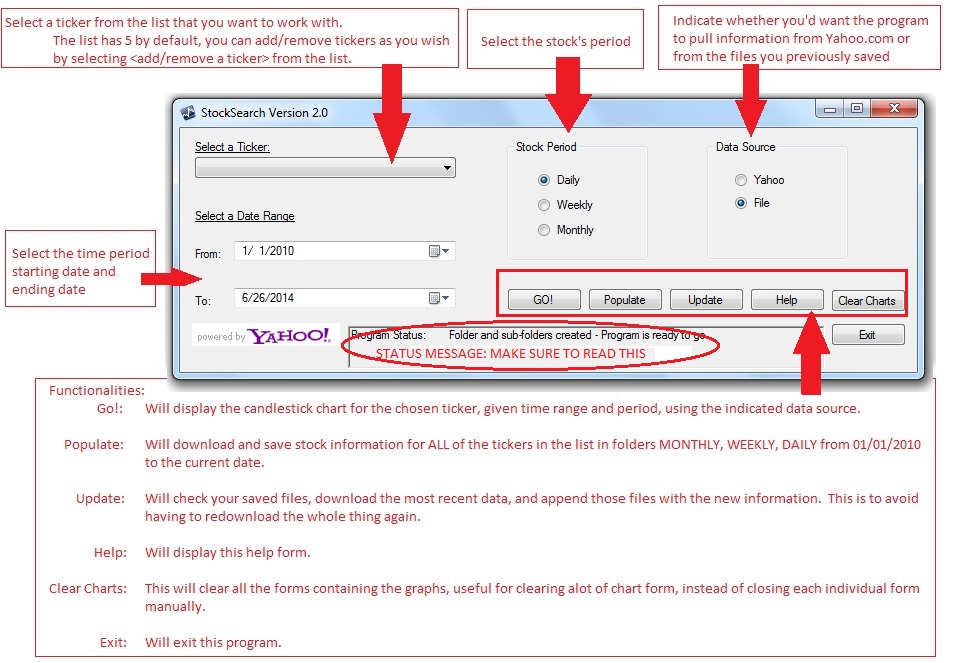 Select a ticker from the list that you want to work with.
The list has 5 by default, you can add/remove tickers as you wish
by selecting <add/remove a ticker> from the list.
Select the stock's period
Indicate whether you'd want the program
to pull information from Yahoo.com or
from the files you previously saved
StockSearch Version 2.0
Select a Ticker:
Stock Period
Daily
Weekly
Monthly
Data Source
Yahoo
File
Select a Date Range
From: 1/ 1/2010
To: 6/26/2014
Select the time period
starting date and
ending date
GO! Populate Update Help Clear Charts
powered by YAHOO!
Program Status: Folder and sub-folders created - Program is ready to go
Exit
STATUS MESSAGE: MAKE SURE TO READ THIS
Functionalities:
Go!: Will display the candlestick chart for the chosen ticker, given time range and period, using the indicated data source.
Populate: Will download and save stock information for ALL of the tickers in the list in folders MONTHLY, WEEKLY, DAILY from 01/01/2010
to the current date.
Update: Will check your saved files, download the most recent data, and append those files with the new information. This is to avoid
having to redownload the whole thing again.
Help: Will display this help form.
Clear Charts: This will clear all the forms containing the graphs, useful for clearing alot of chart form, instead of closing each individual form
manually.
Exit: Will exit this program.